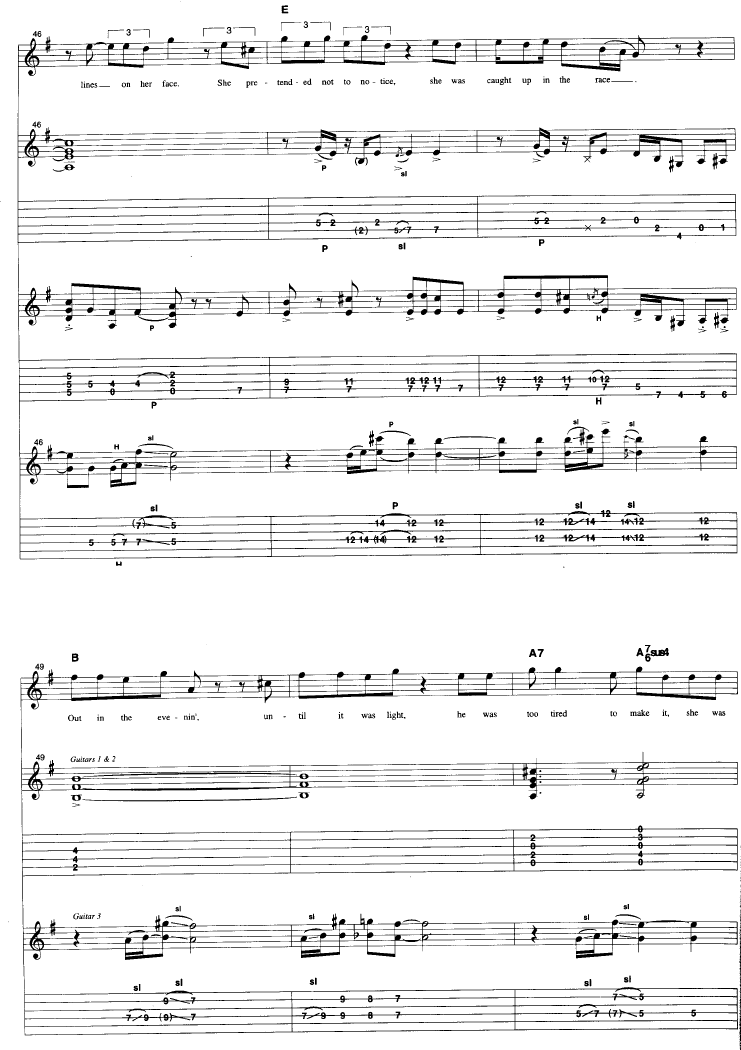 E
46
3 3 3 3
lines on her face. She pre - tend - ed not to no - tice, she was caught up in the race .
46
P sl
5 2 (2) 2 5 7 7 5 2 2 0 2 4 0 1
P sl P
P H
5 5 5 5 4 0 4 2 2 0 7 9 7 11 7 12 7 12 7 11 7 7 12 7 12 7 11 7 10 12 7 5 7 4 5 6
P H
46
H sl P sl sl
sl P sl 12 sl
5 5 7 (7) 7 5 5 12 14 14 (14) 12 12 12 12 12 12 12 12 14 14 14 14 12 12 12 12
H
B A7 A7sus4
6
49
Out in the eve - nin', un - til it was light, he was too tired to make it, she was
49
Guitars 1 & 2
4 4 2 2 0 2 0 0 3 0 4 0
Guitar 3
sl sl sl sl
sl sl sl sl sl
7 9 9 (9) 7 7 7 9 9 9 8 8 7 7 5 7 7 (7) 5 5 5